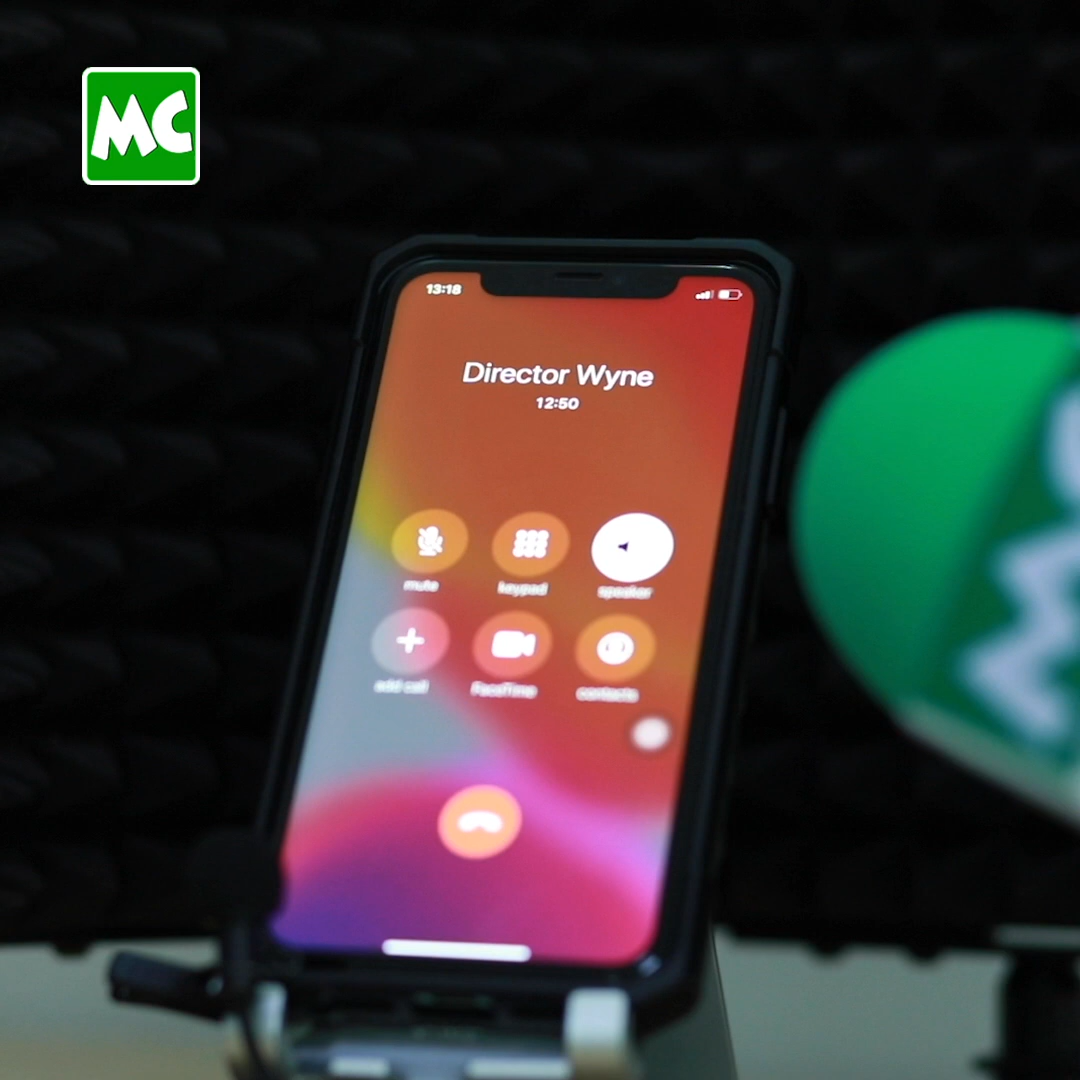 MC
13:18
Director Wyne
12:50
mute
keypad
speaker
add call
FaceTime
contacts